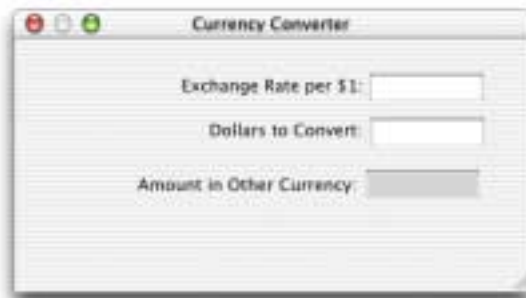 Currency Converter
Exchange Rate per $1:
Dollars to Convert:
Amount in Other Currency: